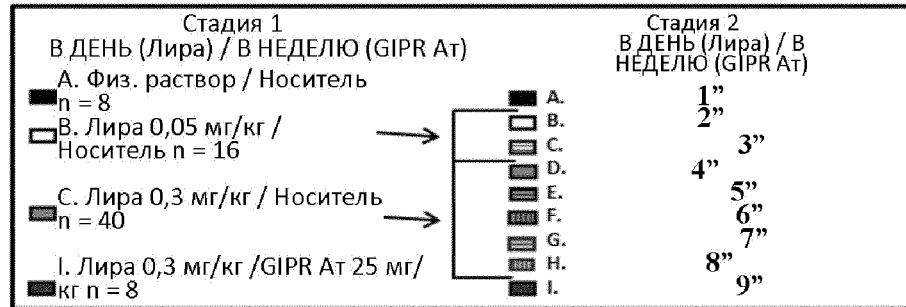 Стадия 1
В ДЕНЬ (Лира) / В НЕДЕЛЮ (GIPR Ат)
A. Физ. раствор / Носитель
n = 8
B. Лира 0,05 мг/кг /
Носитель n = 16
C. Лира 0,3 мг/кг / Носитель
n = 40
I. Лира 0,3 мг/кг /GIPR Ат 25 мг/
кг n = 8
Стадия 2
В ДЕНЬ (Лира) / В
НЕДЕЛЮ (GIPR Ат)
A. 1”
B. 2”
C. 3”
D. 4”
E. 5”
F. 6”
G. 7”
H. 8”
I. 9”